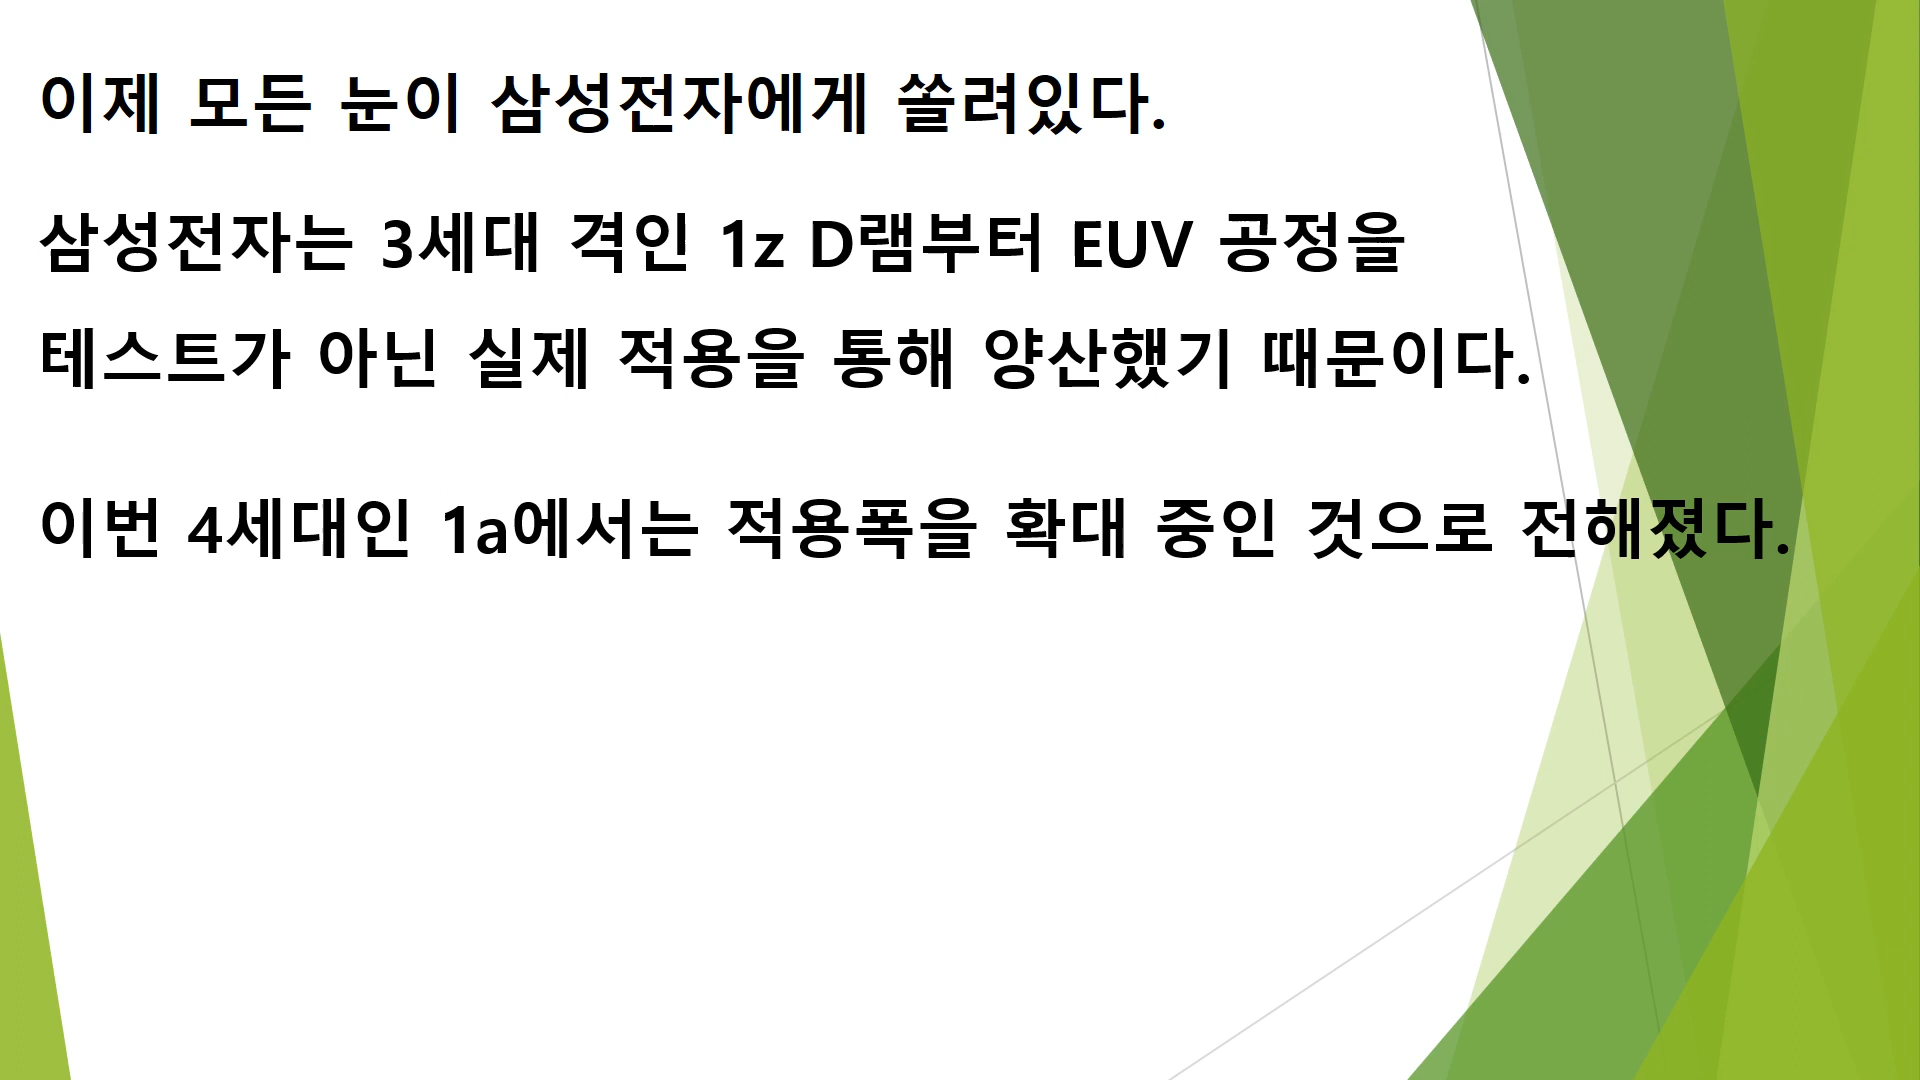 이제 모든 눈이 삼성전자에게 쏠려있다.
삼성전자는 3세대 격인 1z D램부터 EUV 공정을
테스트가 아닌 실제 적용을 통해 양산했기 때문이다.
이번 4세대인 1a에서는 적용폭을 확대 중인 것으로 전해졌다.